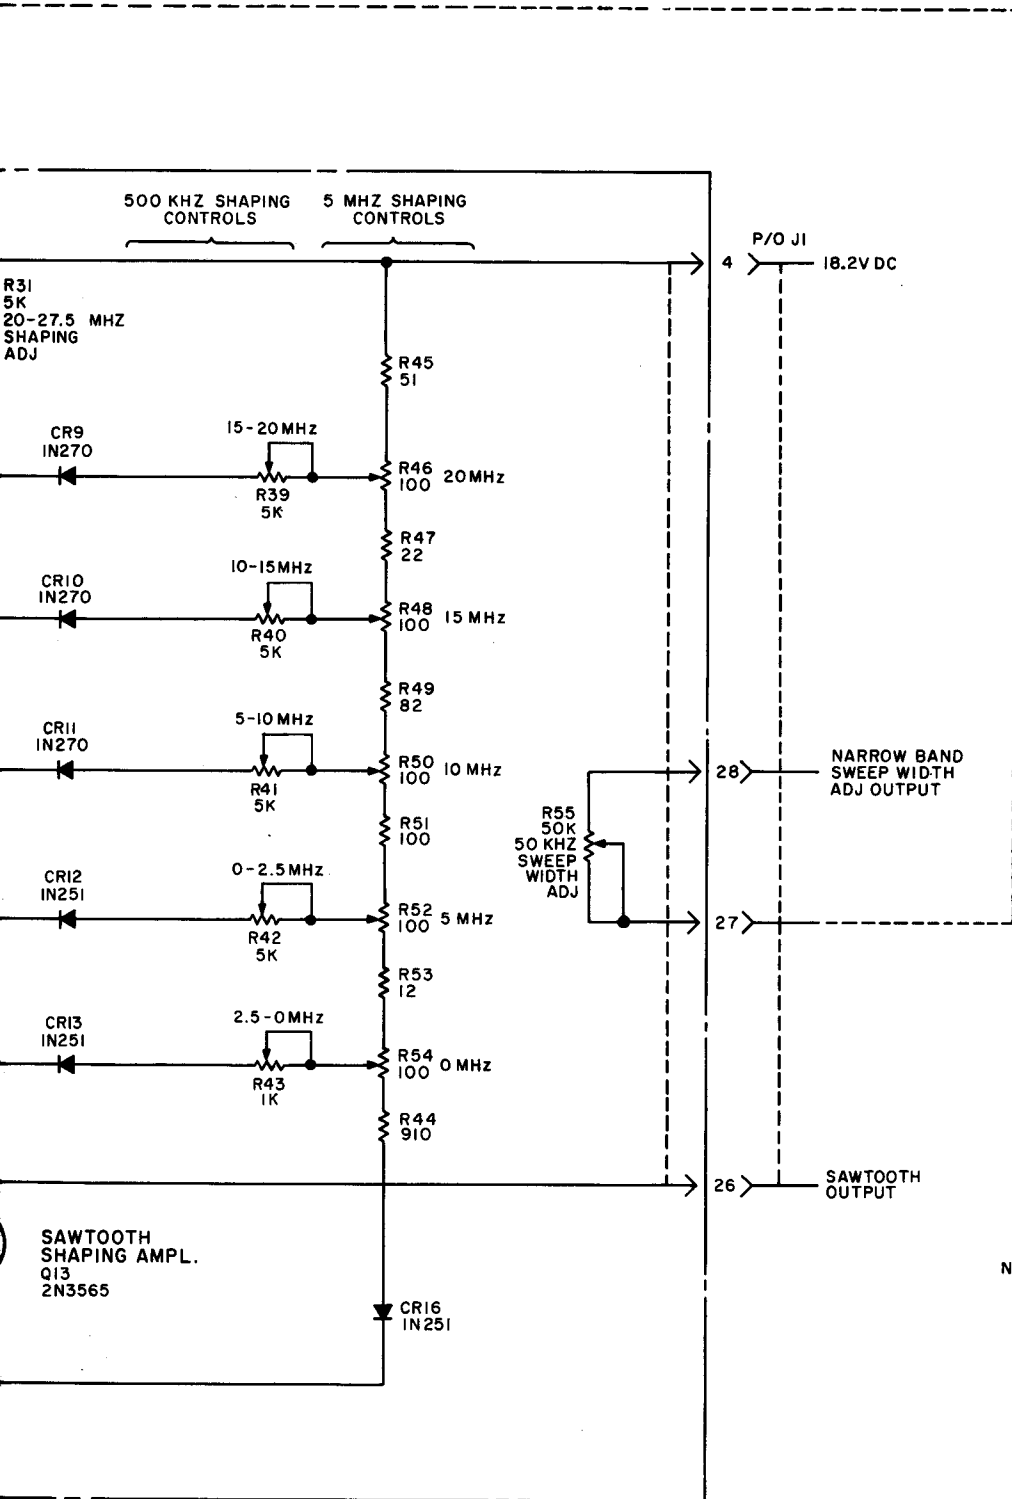 500 KHZ SHAPING
CONTROLS
5 MHZ SHAPING
CONTROLS
P/O J1
4
18.2V DC
R31
5K
20-27.5 MHZ
SHAPING
ADJ
R45
51
CR9
IN270
15-20MHz
R39
5K
R46
100
20MHz
R47
22
CR10
IN270
10-15MHz
R40
5K
R48
100
15 MHz
R49
82
CR11
IN270
5-10MHz
R41
5K
R50
100
10 MHz
R51
100
28
NARROW BAND
SWEEP WIDTH
ADJ OUTPUT
R55
50K
50 KHZ
SWEEP
WIDTH
ADJ
CR12
IN251
0-2.5MHz
R42
5K
R52
100
5 MHz
27
R53
12
CR13
IN251
2.5-0MHz
R43
1K
R54
100
0 MHz
R44
910
26
SAWTOOTH
OUTPUT
SAWTOOTH
SHAPING AMPL.
Q13
2N3565
N
CR16
IN251